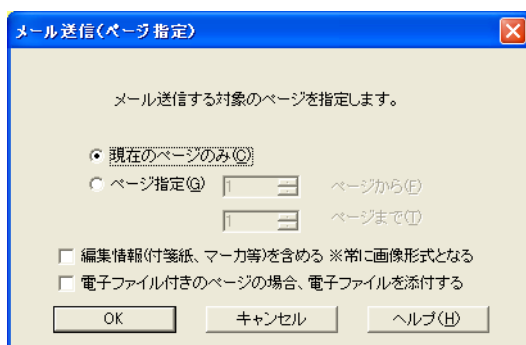 メール送信(ページ指定)
メール送信する対象のページを指定します。
現在のページのみ(C)
ページ指定(G) 1 ページから(F)
1 ページまで(T)
編集情報(付箋紙、マーカ等)を含める ※常に画像形式となる
電子ファイル付きのページの場合、電子ファイルを添付する
OK キャンセル ヘルプ(H)